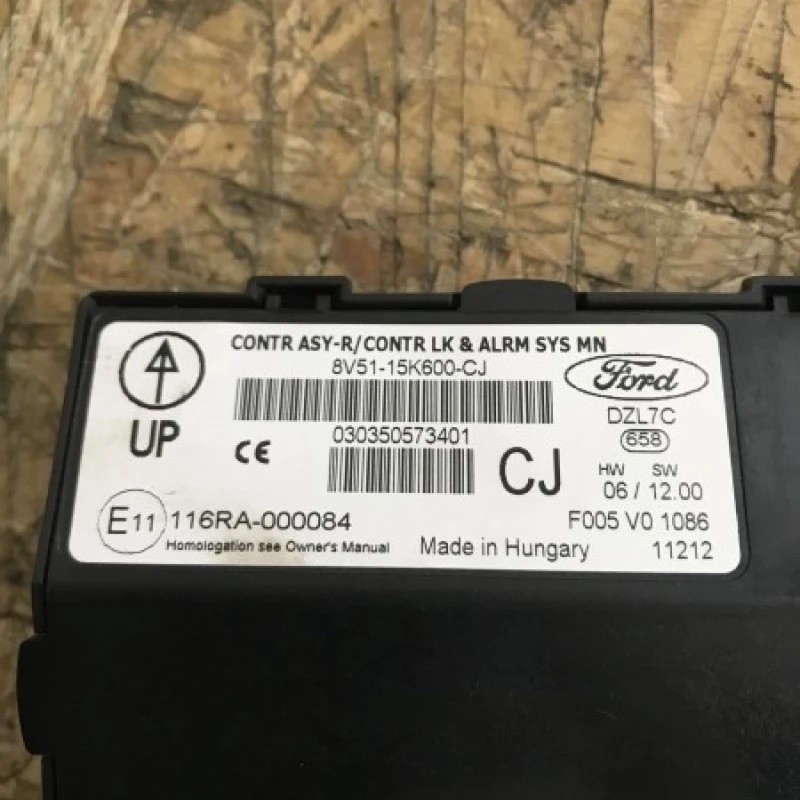 CONTR ASY-R/CONTR LK & ALRM SYS MN
8V51-15K600-CJ
Ford
DZL7C
658
UP
CE
030350573401
CJ
HW SW
06 / 12.00
E11 116RA-000084
F005 V0 1086
Homologation see Owner's Manual
Made in Hungary
11212